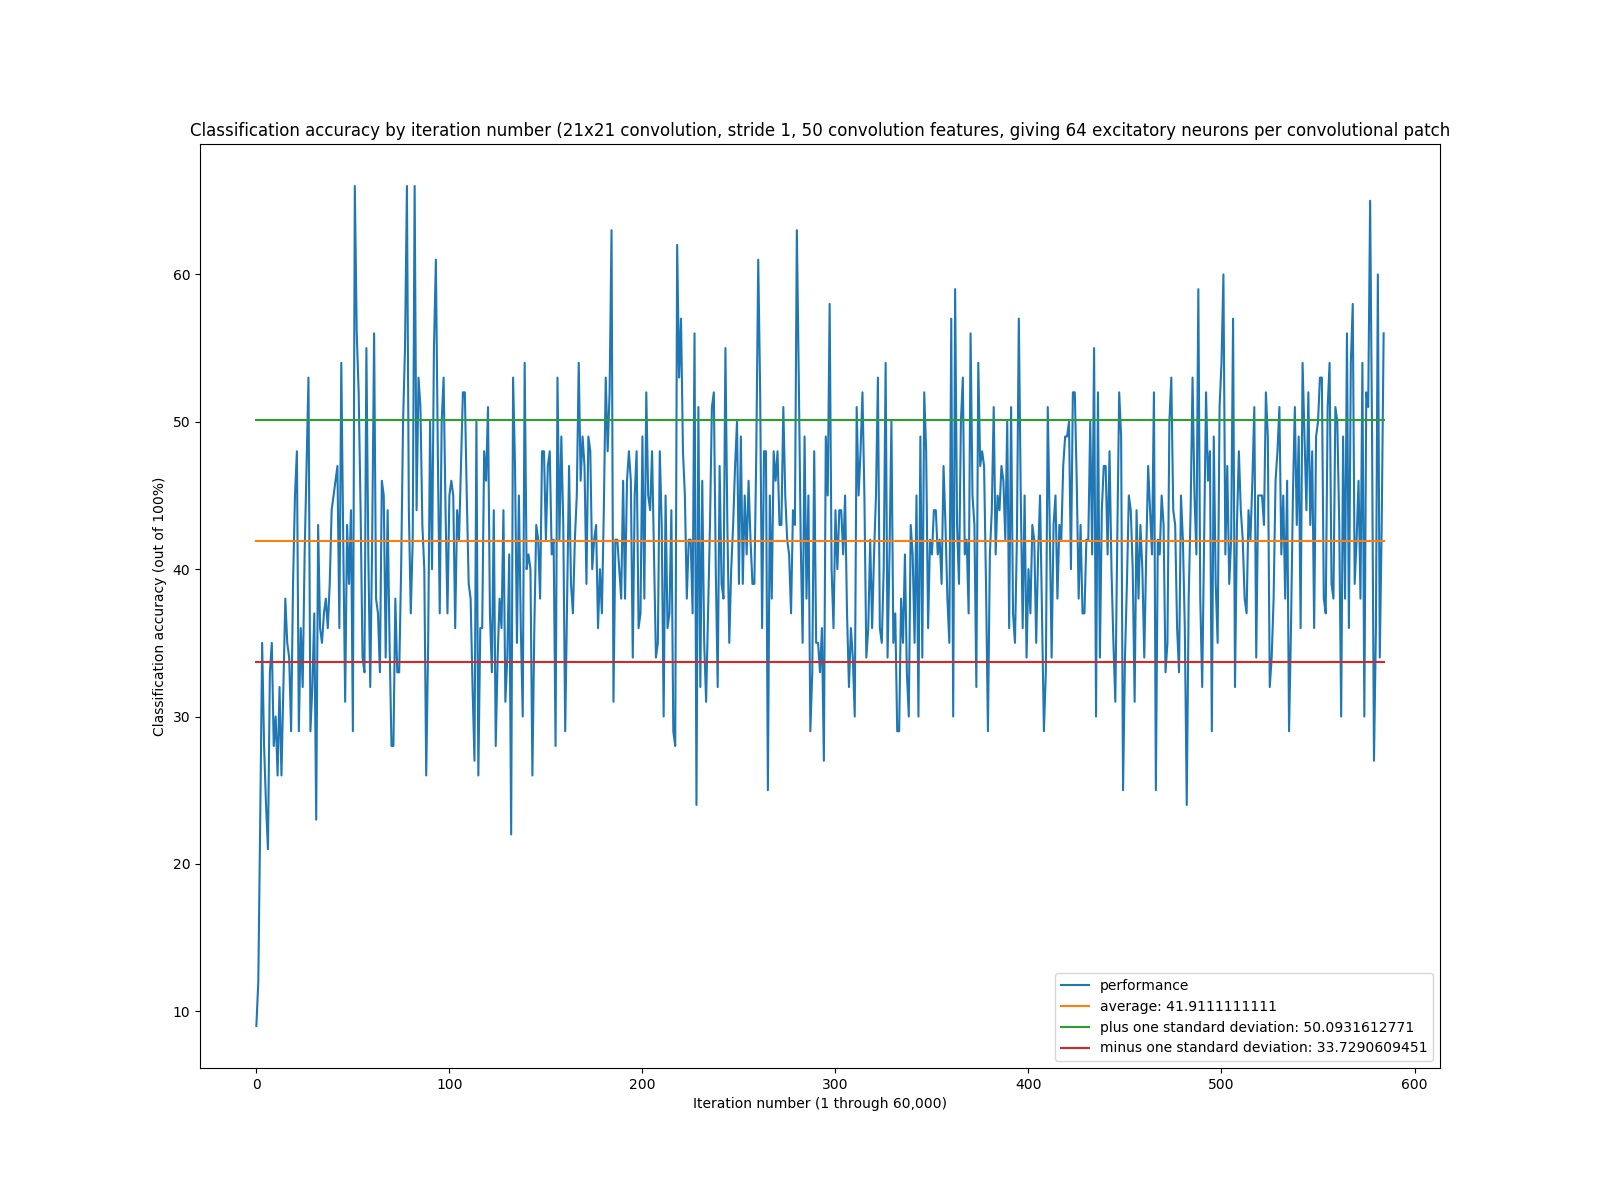 Classification accuracy by iteration number (21x21 convolution, stride 1, 50 convolution features, giving 64 excitatory neurons per convolutional patch
Classification accuracy (out of 100%)
60
50
40
30
20
10
performance
average: 41.9111111111
plus one standard deviation: 50.0931612771
minus one standard deviation: 33.7290609451
0 100 200 300 400 500 600
Iteration number (1 through 60,000)